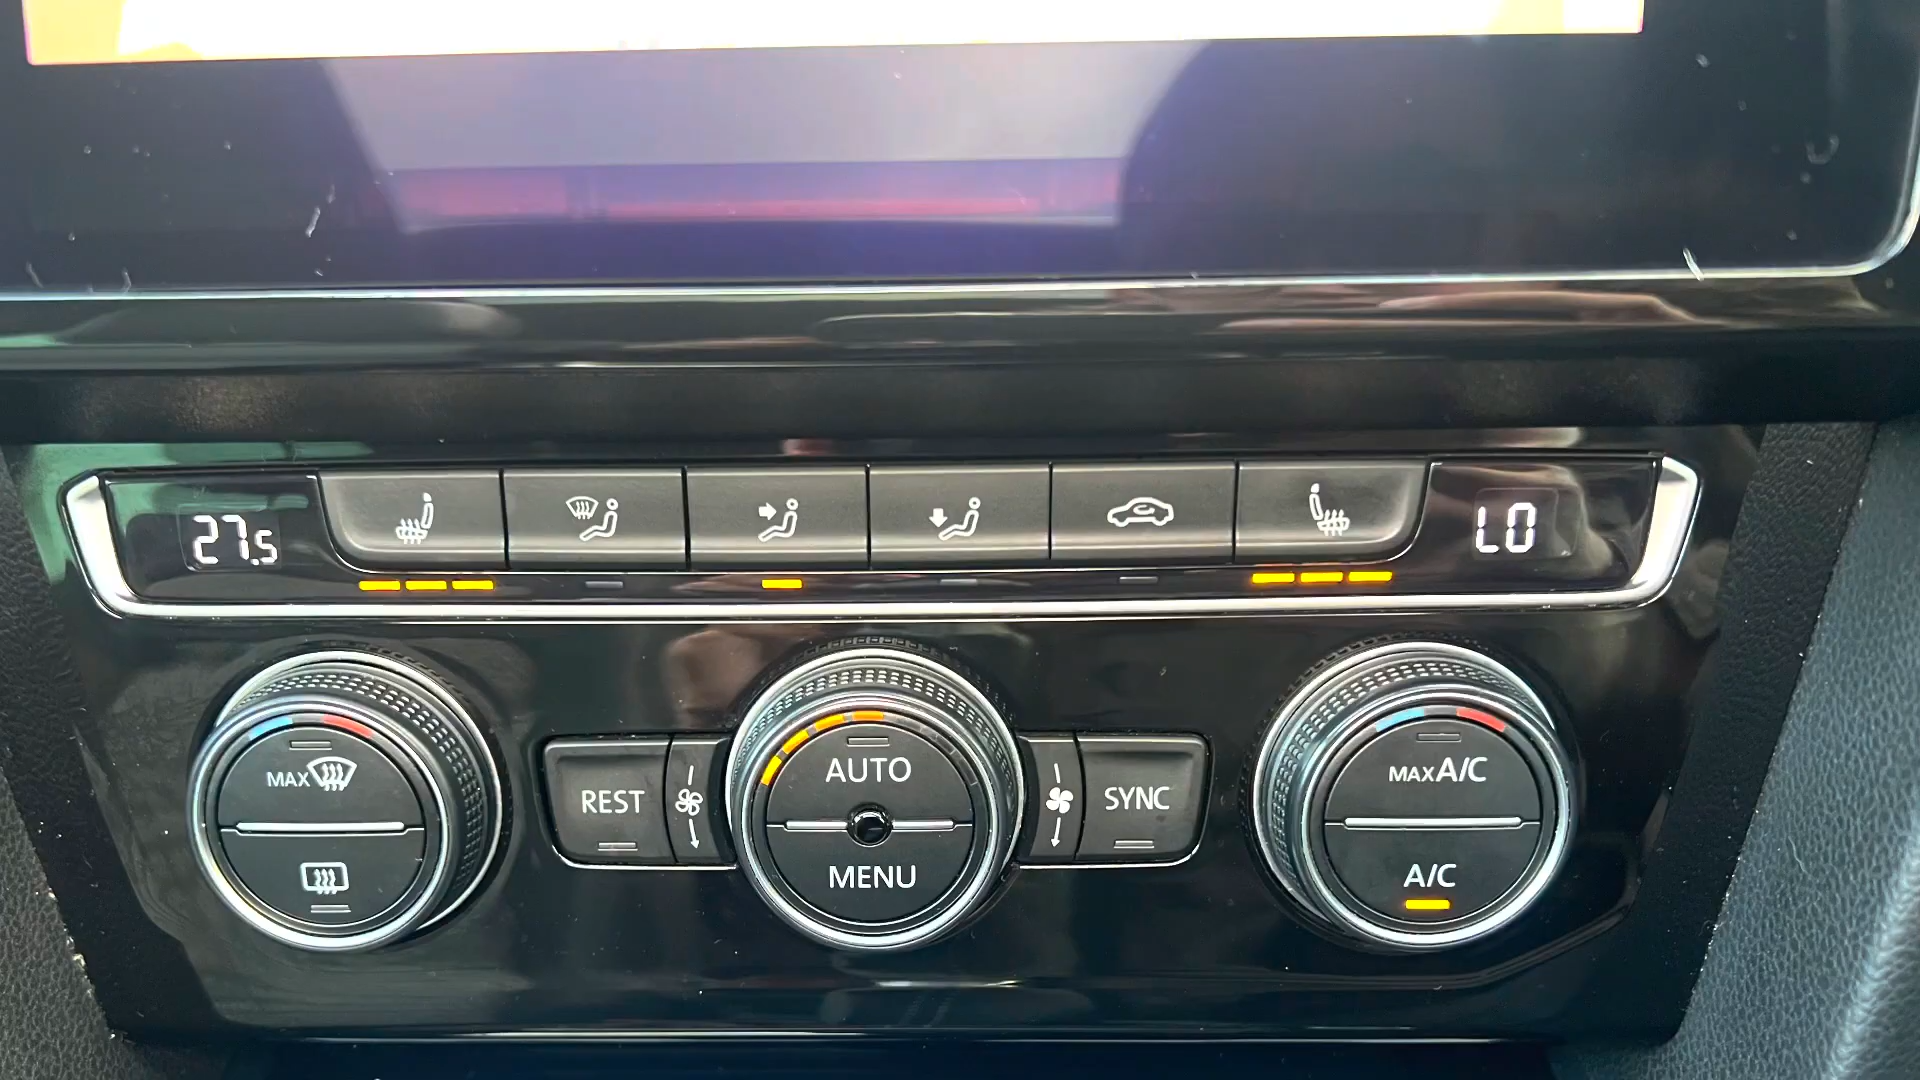 27.5
LO
MAX
REST
AUTO
MENU
SYNC
MAX A/C
A/C